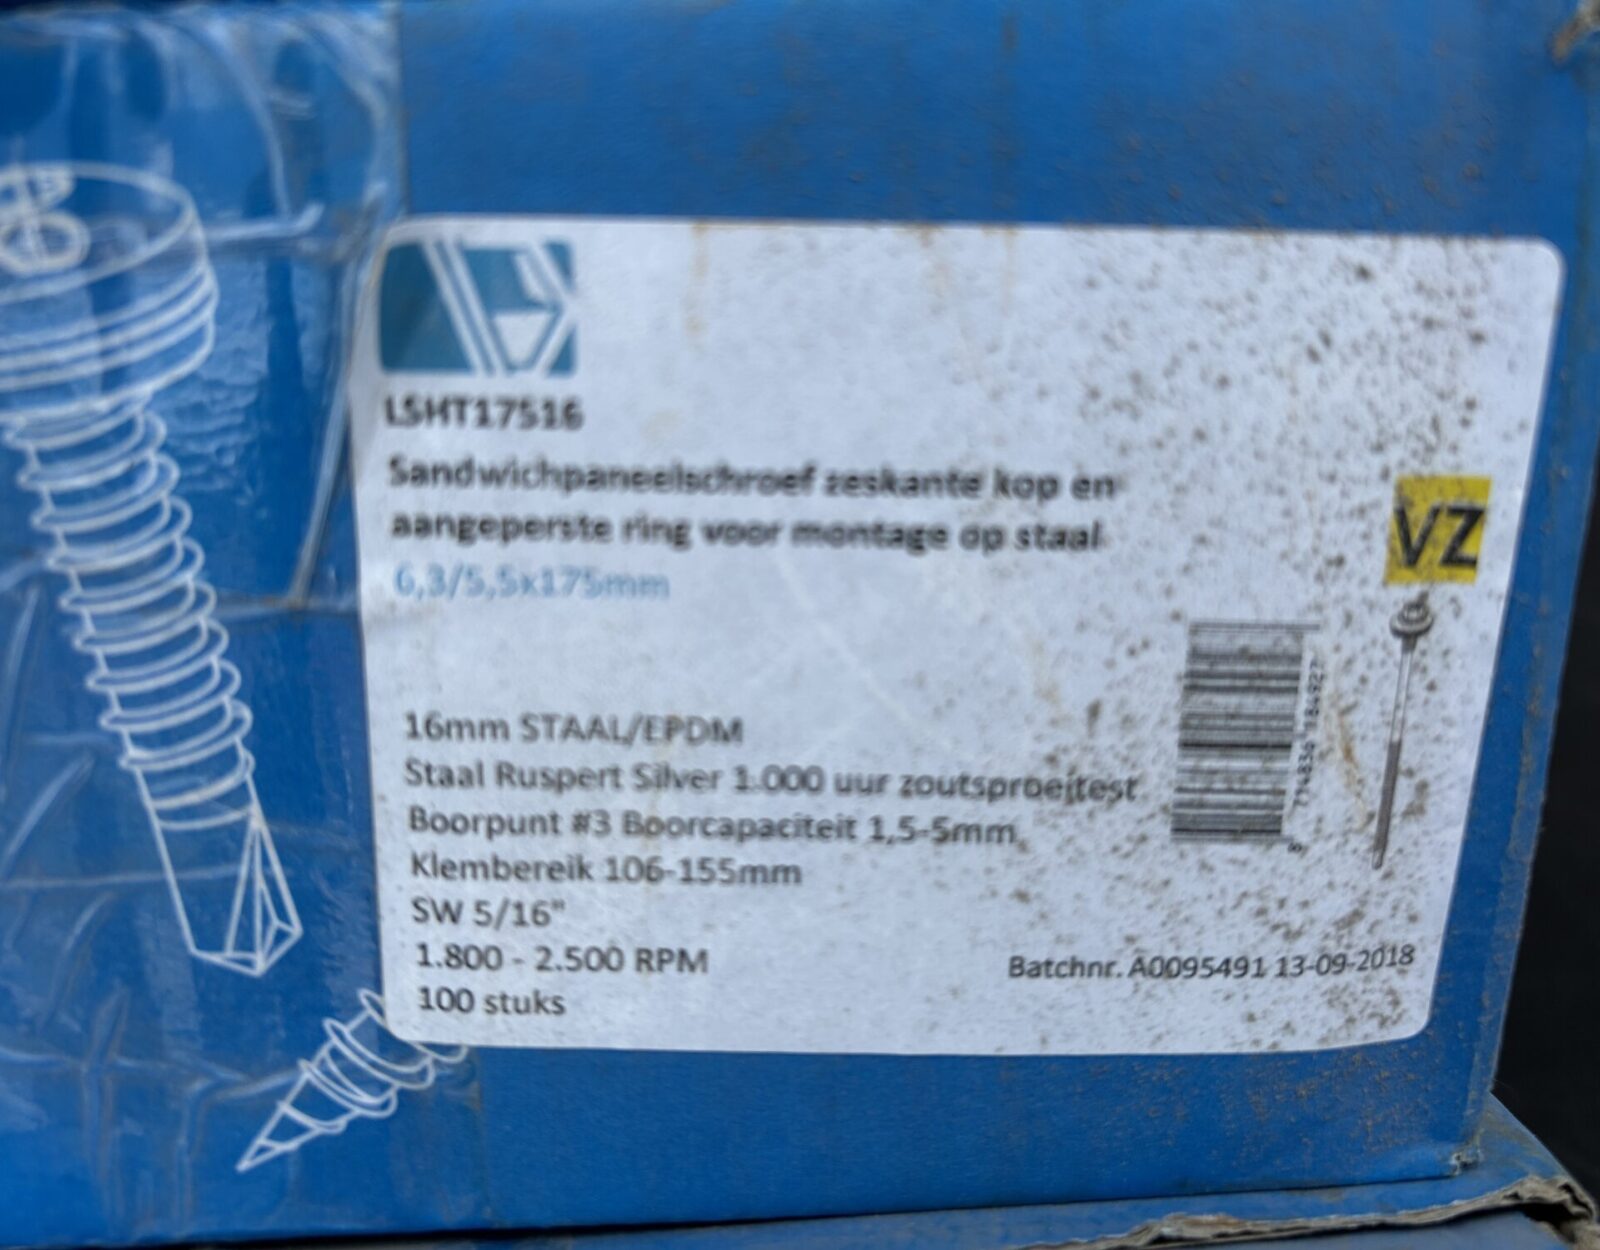 LSHT17516
Sandwichpaneelschroef zeskante kop en
aangeperste ring voor montage op staal
6,3/5,5x175mm
VZ
16mm STAAL/EPDM
Staal Ruspert Silver 1.000 uur zoutsproeitest
Boorpunt #3 Boorcapaciteit 1,5-5mm
Klembereik 106-155mm
SW 5/16"
1.800 - 2.500 RPM
100 stuks
Batchnr. A0095491 13-09-2018